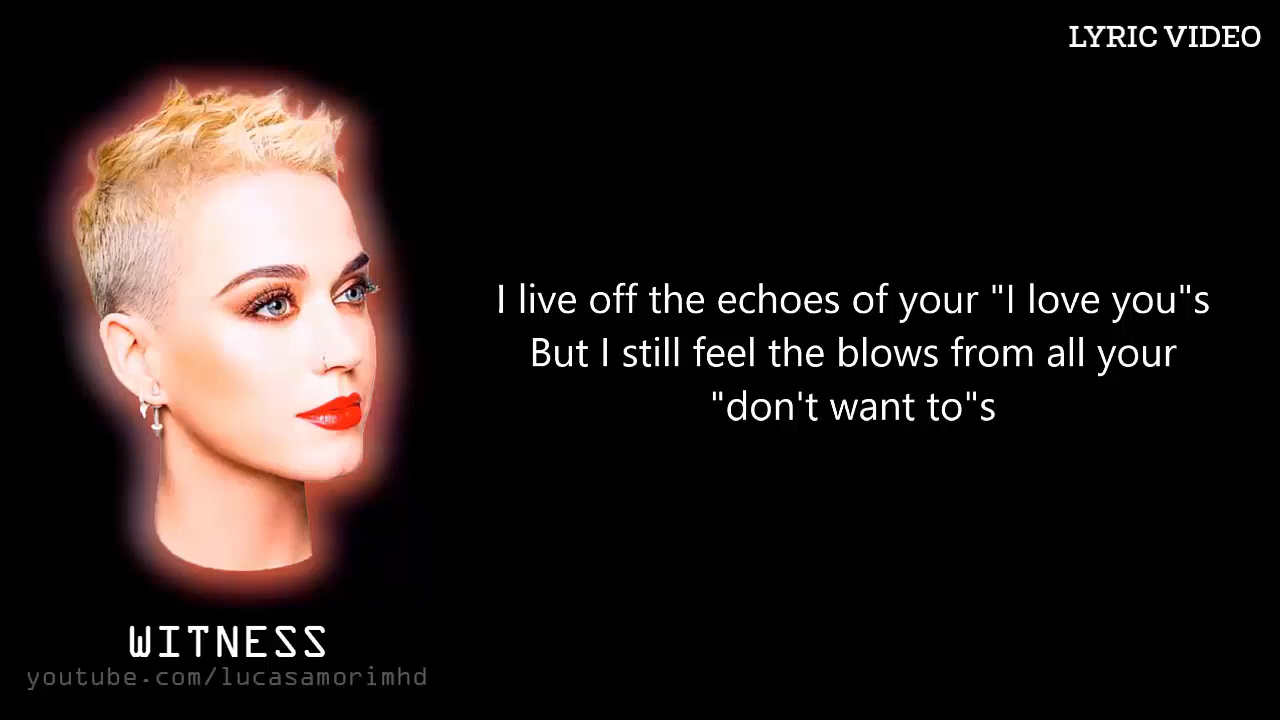 LYRIC VIDEO
I live off the echoes of your "I love you"s
But I still feel the blows from all your
"don't want to"s
WITNESS
youtube.com/lucasamorimhd